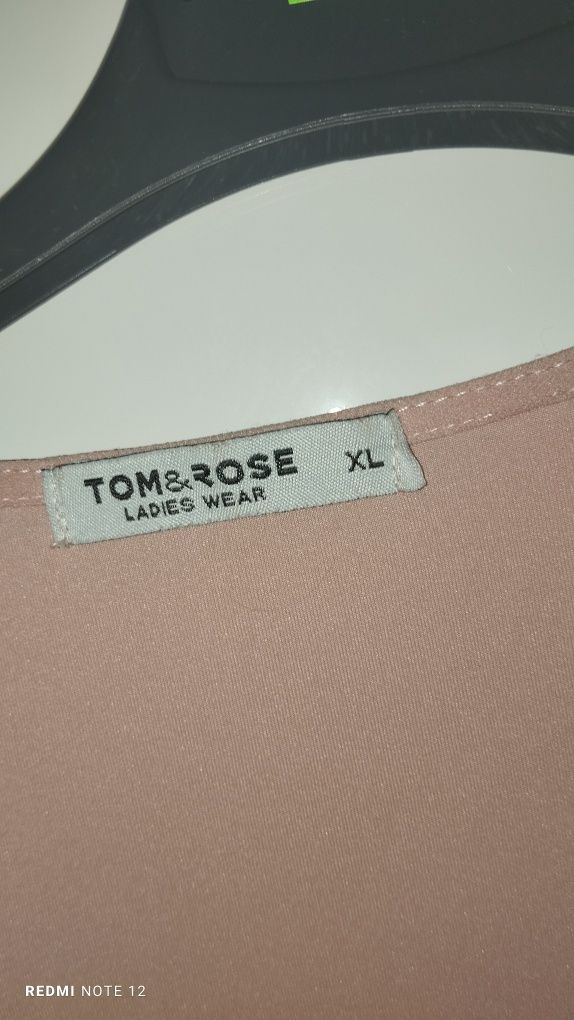 TOM&ROSE XL
LADIES WEAR
REDMI NOTE 12